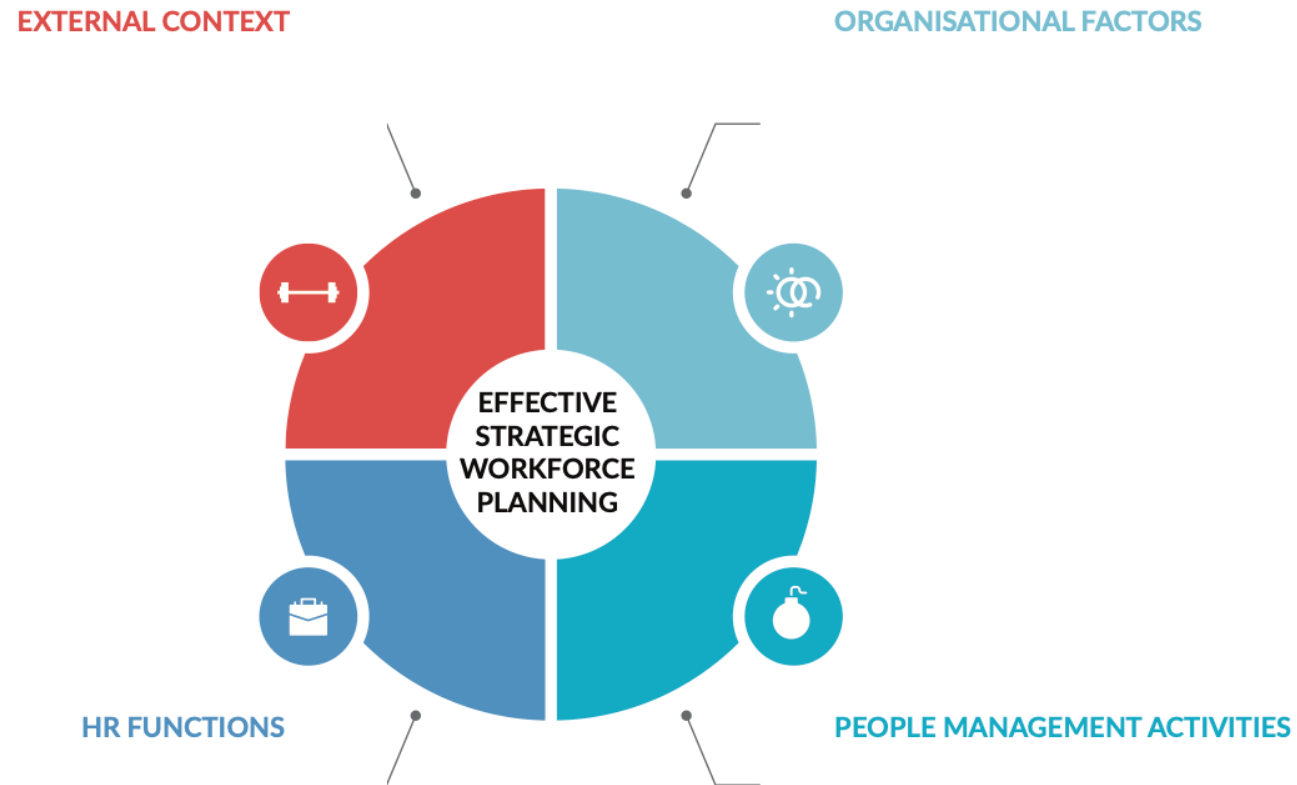 EXTERNAL CONTEXT
ORGANISATIONAL FACTORS
EFFECTIVE
STRATEGIC
WORKFORCE
PLANNING
HR FUNCTIONS
PEOPLE MANAGEMENT ACTIVITIES